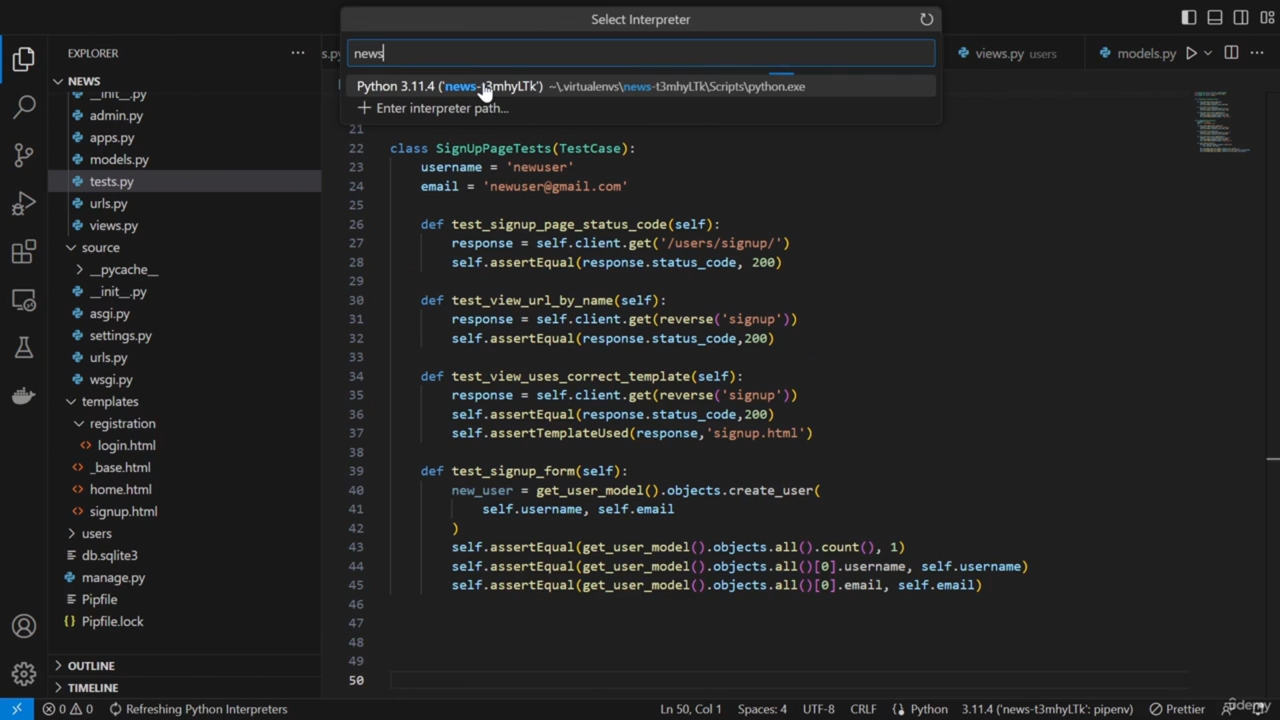 Select Interpreter
news
Python 3.11.4 ('news-t3mhyLTk') ~\.virtualenvs\news-t3mhyLTk\Scripts\python.exe
Enter interpreter path...
EXPLORER
NEWS
__init__.py
admin.py
apps.py
models.py
tests.py
urls.py
views.py
source
__pycache__
__init__.py
asgi.py
settings.py
urls.py
wsgi.py
templates
registration
login.html
_base.html
home.html
signup.html
users
db.sqlite3
manage.py
Pipfile
Pipfile.lock
OUTLINE
TIMELINE
s.py
views.py users
models.py
21
22 class SignUpPageTests(TestCase):
23 username = 'newuser'
24 email = 'newuser@gmail.com'
25
26 def test_signup_page_status_code(self):
27 response = self.client.get('/users/signup/')
28 self.assertEqual(response.status_code, 200)
29
30 def test_view_url_by_name(self):
31 response = self.client.get(reverse('signup'))
32 self.assertEqual(response.status_code,200)
33
34 def test_view_uses_correct_template(self):
35 response = self.client.get(reverse('signup'))
36 self.assertEqual(response.status_code,200)
37 self.assertTemplateUsed(response,'signup.html')
38
39 def test_signup_form(self):
40 new_user = get_user_model().objects.create_user(
41 self.username, self.email
42 )
43 self.assertEqual(get_user_model().objects.all().count(), 1)
44 self.assertEqual(get_user_model().objects.all()[0].username, self.username)
45 self.assertEqual(get_user_model().objects.all()[0].email, self.email)
46
47
48
49
50
0 0 Refreshing Python Interpreters Ln 50, Col 1 Spaces: 4 UTF-8 CRLF Python 3.11.4 ('news-t3mhyLTk': pipenv) Prettier
Udemy